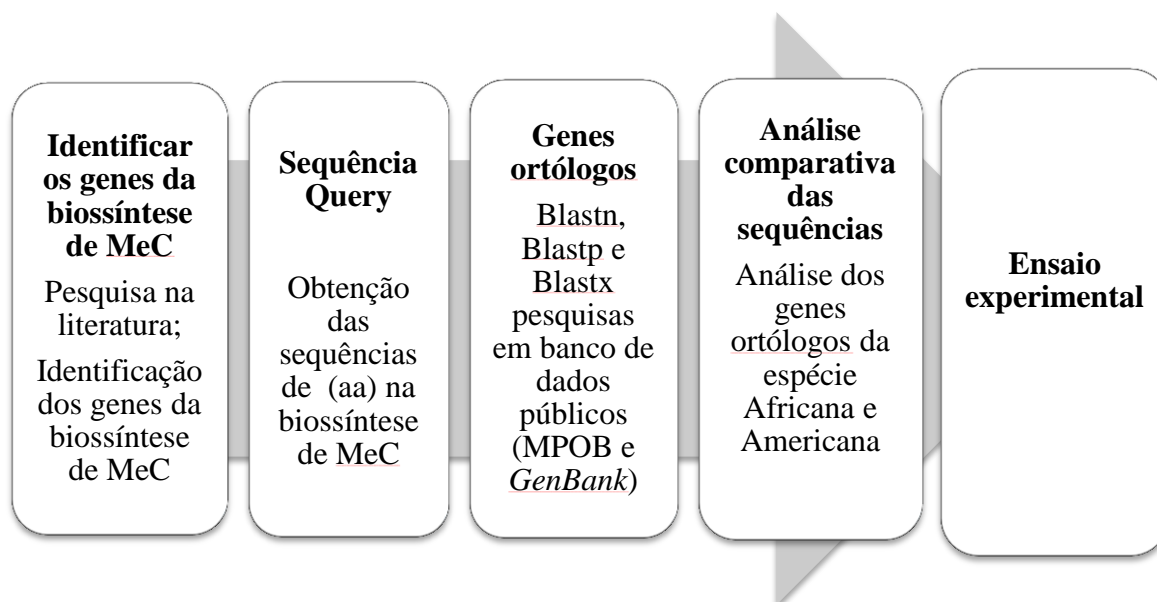 Identificar
os genes da
biossíntese
de MeC
Pesquisa na
literatura;
Identificação
dos genes da
biossíntese
de MeC
Sequência
Query
Obtenção
das
sequências
de (aa) na
biossíntese
de MeC
Genes
ortólogos
Blastn,
Blastp e
Blastx
pesquisas
em banco de
dados
públicos
(MPOB e
GenBank)
Análise
comparativa
das
sequências
Análise dos
genes
ortólogos da
espécie
Africana e
Americana
Ensaio
experimental